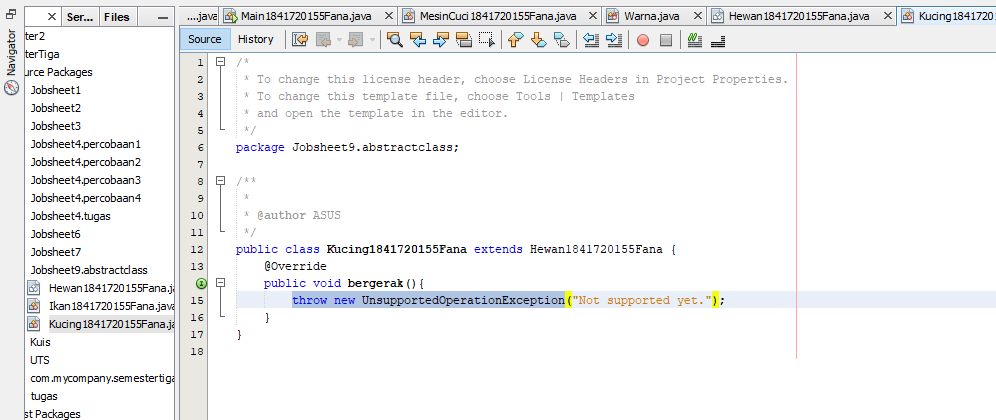 Ser...
Files
....java
Main1841720155Fana.java
MesinCuci1841720155Fana.java
Warna.java
Hewan1841720155Fana.java
Kucing18417201
Navigator
Source
History
ter2
terTiga
urce Packages
Jobsheet1
Jobsheet2
Jobsheet3
Jobsheet4.percobaan1
Jobsheet4.percobaan2
Jobsheet4.percobaan3
Jobsheet4.percobaan4
Jobsheet4.tugas
Jobsheet6
Jobsheet7
Jobsheet9.abstractclass
Hewan1841720155Fana.java
Ikan1841720155Fana.java
Kucing1841720155Fana.ja
Kuis
UTS
com.mycompany.semestertiga
tugas
st Packages
1 /*
2 * To change this license header, choose License Headers in Project Properties.
3 * To change this template file, choose Tools | Templates
4 * and open the template in the editor.
5 */
6 package Jobsheet9.abstractclass;
7
8 /**
9 *
10 * @author ASUS
11 */
12 public class Kucing1841720155Fana extends Hewan1841720155Fana {
13 @Override
public void bergerak(){
15 throw new UnsupportedOperationException("Not supported yet.");
16 }
17 }
18